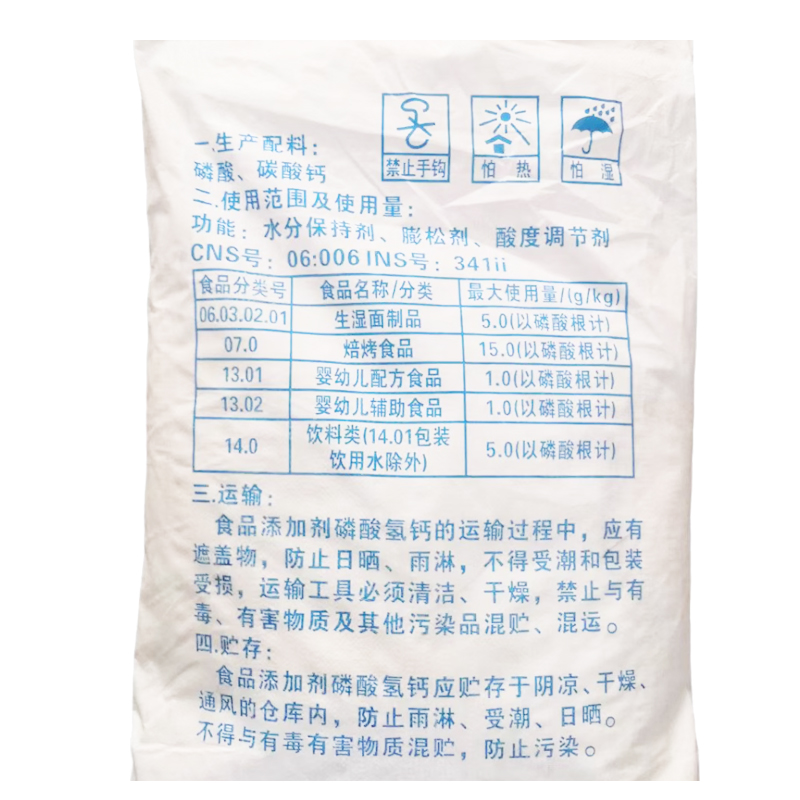 禁止手钩
怕 热
怕 湿
一.生产配料：
磷酸、碳酸钙
二.使用范围及使用量：
功能：水分保持剂、膨松剂、酸度调节剂
CNS号：06:006 INS号：341ii
食品分类号 食品名称/分类 最大使用量/(g/kg)
06.03.02.01 生湿面制品 5.0(以磷酸根计)
07.0 焙烤食品 15.0(以磷酸根计)
13.01 婴幼儿配方食品 1.0(以磷酸根计)
13.02 婴幼儿辅助食品 1.0(以磷酸根计)
14.0 饮料类(14.01包装 5.0(以磷酸根计)
饮用水除外)
三.运输：
食品添加剂磷酸氢钙的运输过程中，应有
遮盖物，防止日晒、雨淋，不得受潮和包装
受损，运输工具必须清洁、干燥，禁止与有
毒、有害物质及其他污染品混贮、混运。
四.贮存：
食品添加剂磷酸氢钙应贮存于阴凉、干燥、
通风的仓库内，防止雨淋、受潮、日晒。
不得与有毒有害物质混贮，防止污染。